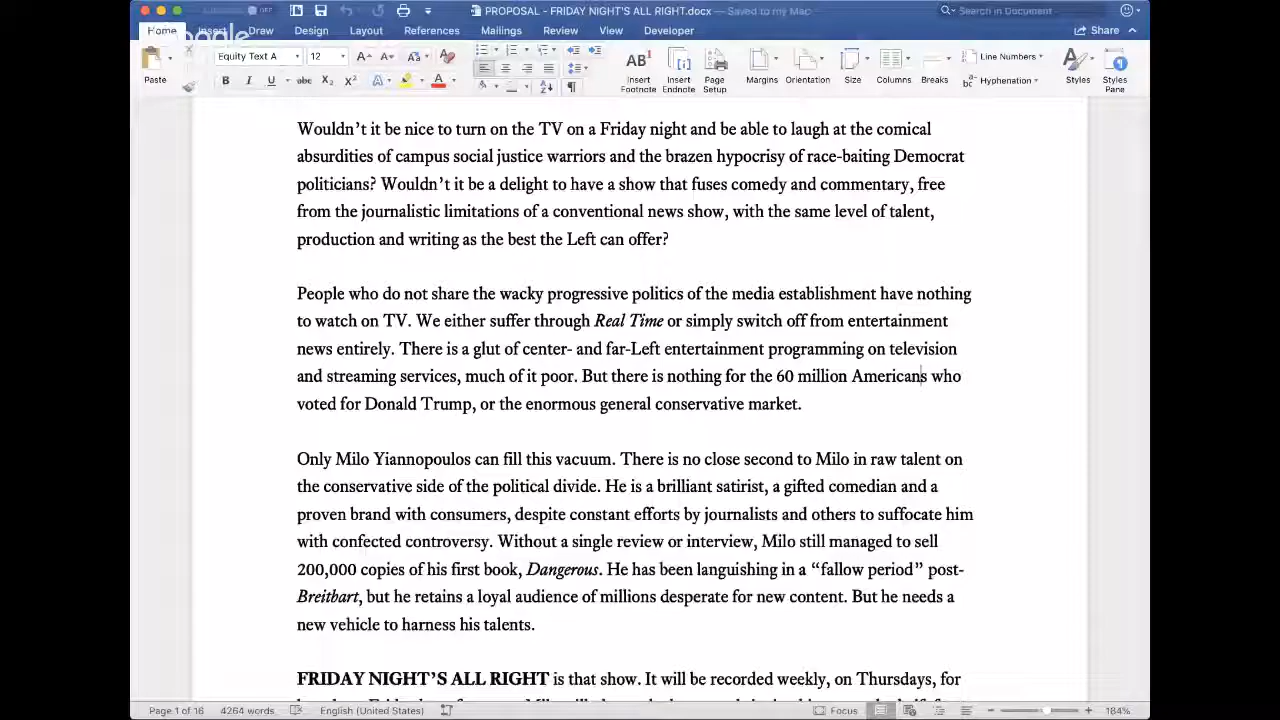 OFF
PROPOSAL - FRIDAY NIGHT'S ALL RIGHT.docx — Saved to my Mac
Search in Document
Home Insert Draw Design Layout References Mailings Review View Developer
Share
Paste
Equity Text A 12
B I U abc X₂ X² A A
Insert Footnote
Insert Endnote
Page Setup
Margins
Orientation
Size
Columns
Breaks
Line Numbers
Hyphenation
Styles
Styles Pane
Wouldn’t it be nice to turn on the TV on a Friday night and be able to laugh at the comical
absurdities of campus social justice warriors and the brazen hypocrisy of race-baiting Democrat
politicians? Wouldn’t it be a delight to have a show that fuses comedy and commentary, free
from the journalistic limitations of a conventional news show, with the same level of talent,
production and writing as the best the Left can offer?
People who do not share the wacky progressive politics of the media establishment have nothing
to watch on TV. We either suffer through Real Time or simply switch off from entertainment
news entirely. There is a glut of center- and far-Left entertainment programming on television
and streaming services, much of it poor. But there is nothing for the 60 million Americans who
voted for Donald Trump, or the enormous general conservative market.
Only Milo Yiannopoulos can fill this vacuum. There is no close second to Milo in raw talent on
the conservative side of the political divide. He is a brilliant satirist, a gifted comedian and a
proven brand with consumers, despite constant efforts by journalists and others to suffocate him
with confected controversy. Without a single review or interview, Milo still managed to sell
200,000 copies of his first book, Dangerous. He has been languishing in a “fallow period” post-
Breitbart, but he retains a loyal audience of millions desperate for new content. But he needs a
new vehicle to harness his talents.
FRIDAY NIGHT’S ALL RIGHT is that show. It will be recorded weekly, on Thursdays, for
Page 1 of 16 4264 words English (United States) Focus 184%